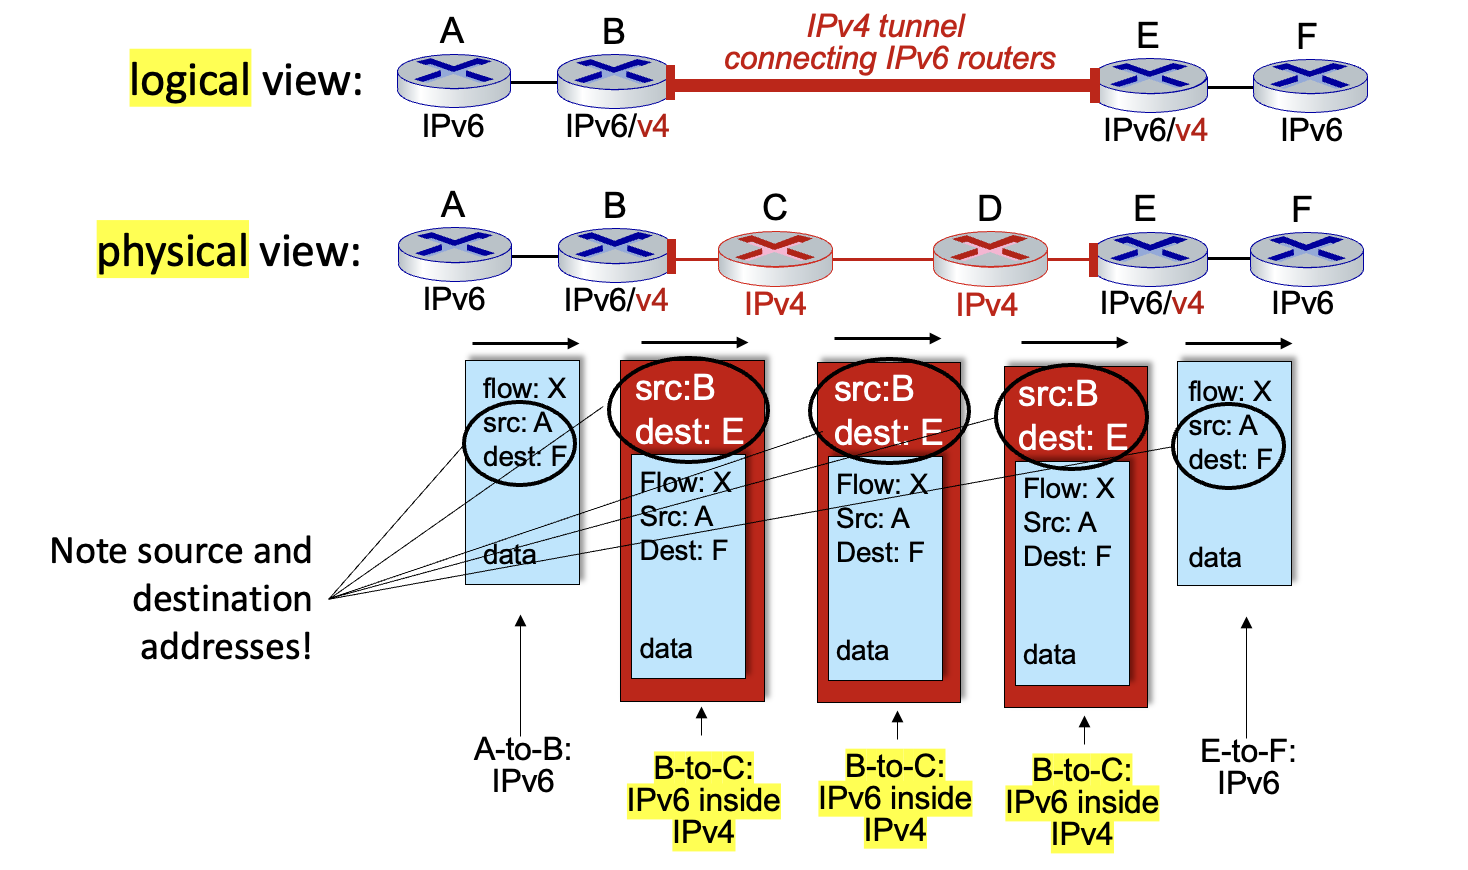 A
B
IPv4 tunnel
connecting IPv6 routers
E
F
logical view:
IPv6
IPv6/v4
IPv6/v4
IPv6
A
B
C
D
E
F
physical view:
IPv6
IPv6/v4
IPv4
IPv4
IPv6/v4
IPv6
flow: X
src: A
dest: F
data
src:B
dest: E
Flow: X
Src: A
Dest: F
data
src:B
dest: E
Flow: X
Src: A
Dest: F
data
src:B
dest: E
Flow: X
Src: A
Dest: F
data
flow: X
src: A
dest: F
data
Note source and
destination
addresses!
A-to-B:
IPv6
B-to-C:
IPv6 inside
IPv4
B-to-C:
IPv6 inside
IPv4
B-to-C:
IPv6 inside
IPv4
E-to-F:
IPv6